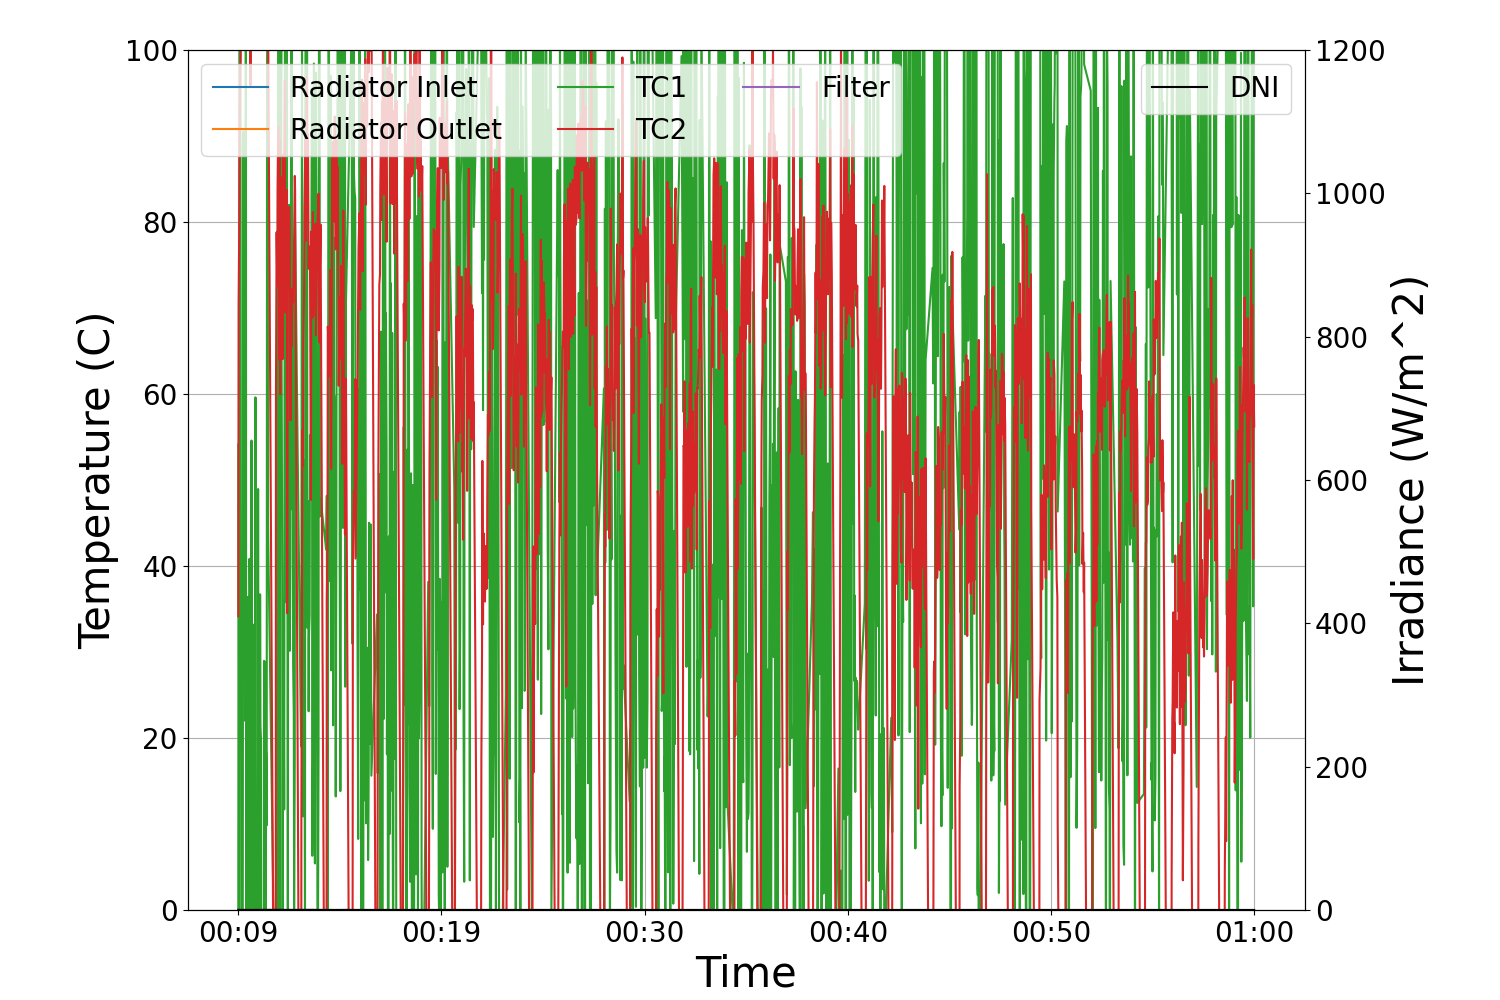 100 1200
Radiator Inlet TC1 Filter DNI
Radiator Outlet TC2
80 1000
60 800
40 600
20 400
0 200
0
Temperature (C)
Irradiance (W/m^2)
00:09 00:19 00:30 00:40 00:50 01:00
Time